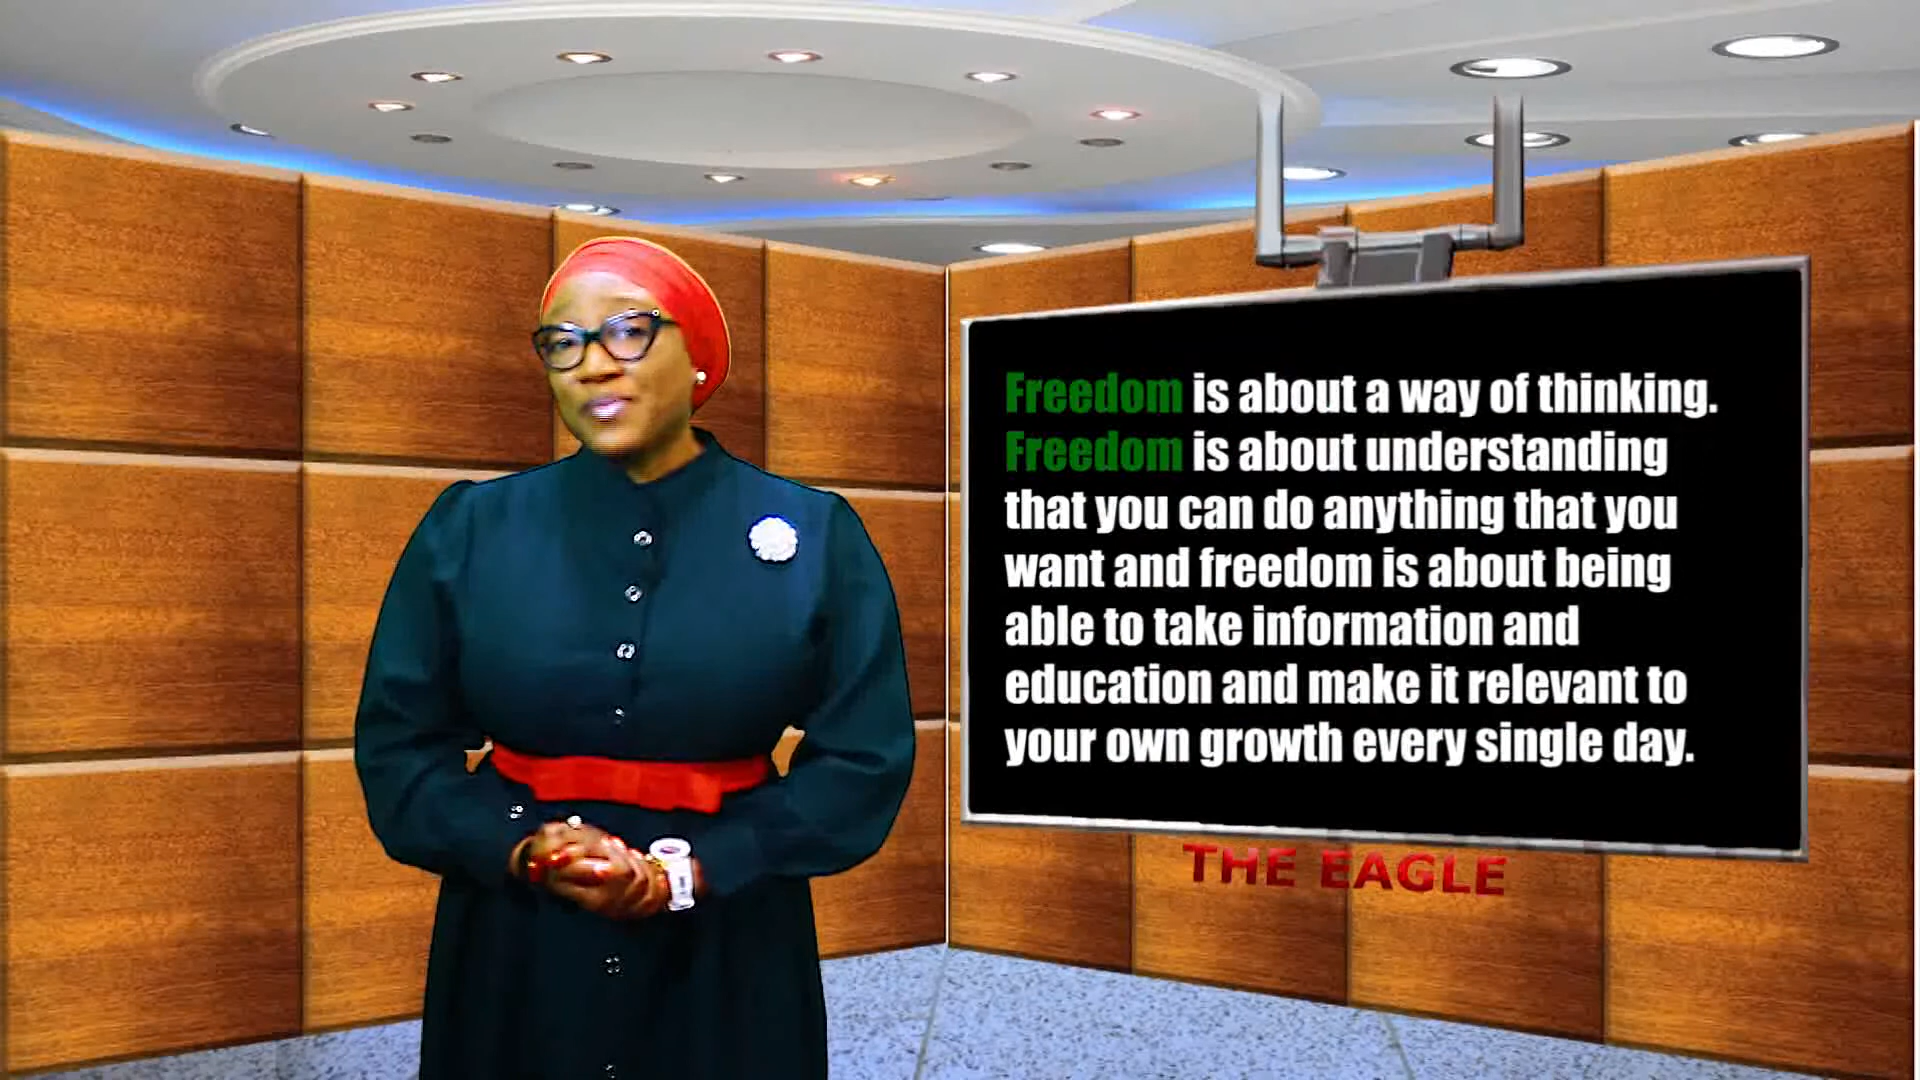 Freedom is about a way of thinking.
Freedom is about understanding
that you can do anything that you
want and freedom is about being
able to take information and
education and make it relevant to
your own growth every single day.
THE EAGLE